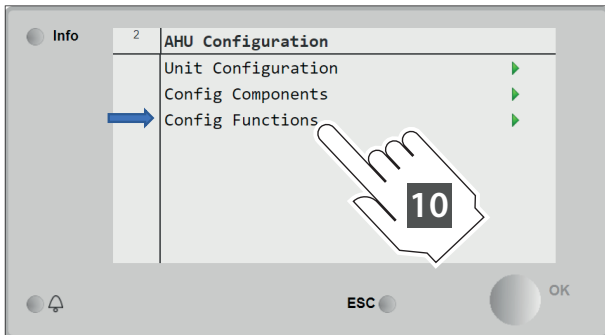 Info
2
AHU Configuration
Unit Configuration
Config Components
Config Functions
10
ESC
OK